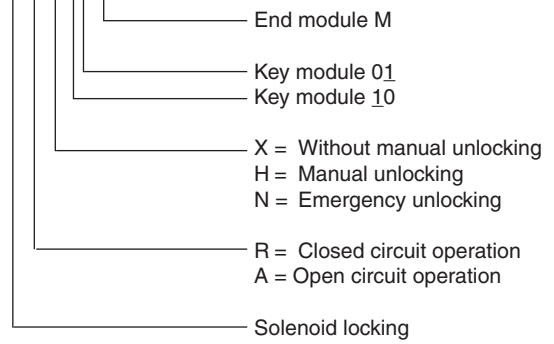 End module M
Key module 01
Key module 10
X = Without manual unlocking
H = Manual unlocking
N = Emergency unlocking
R = Closed circuit operation
A = Open circuit operation
Solenoid locking